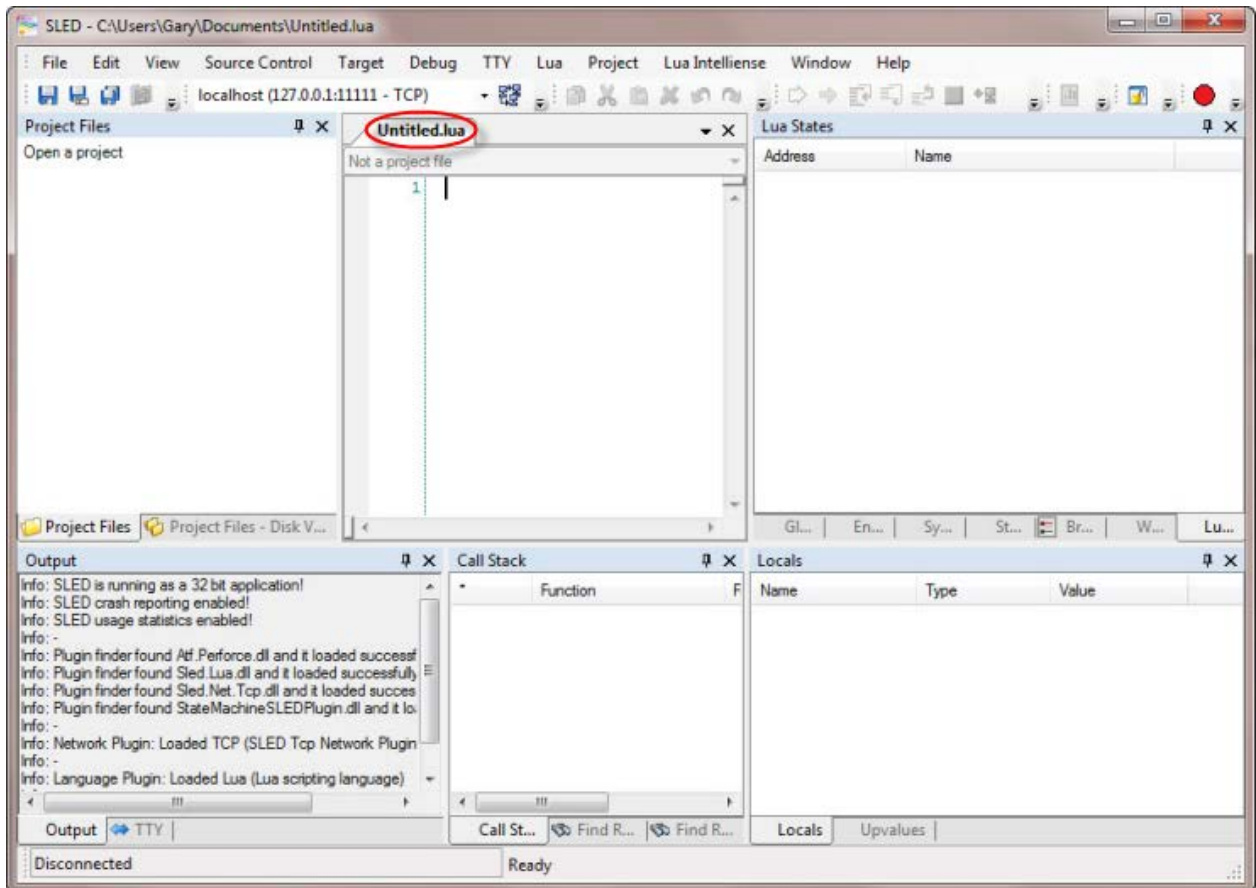 SLED - C:\Users\Gary\Documents\Untitled.lua
File Edit View Source Control Target Debug TTY Lua Project Lua Intelliense Window Help
localhost (127.0.0.1:11111 - TCP)
Project Files
Open a project
Untitled.lua
Not a project file
1
Lua States
Address Name
Project Files Project Files - Disk V...
Gl... En... Sy... St... Br... W... Lu...
Output
Info: SLED is running as a 32 bit application!
Info: SLED crash reporting enabled!
Info: SLED usage statistics enabled!
Info: -
Info: Plugin finder found Atf.Perforce.dll and it loaded successf
Info: Plugin finder found Sled.Lua.dll and it loaded successfully
Info: Plugin finder found Sled.Net.Tcp.dll and it loaded succes
Info: Plugin finder found StateMachineSLEDPlugin.dll and it lo
Info: -
Info: Network Plugin: Loaded TCP (SLED Tcp Network Plugin
Info: -
Info: Language Plugin: Loaded Lua (Lua scripting language)
Output TTY
Call Stack
* Function F
Call St... Find R... Find R...
Locals
Name Type Value
Locals Upvalues
Disconnected Ready